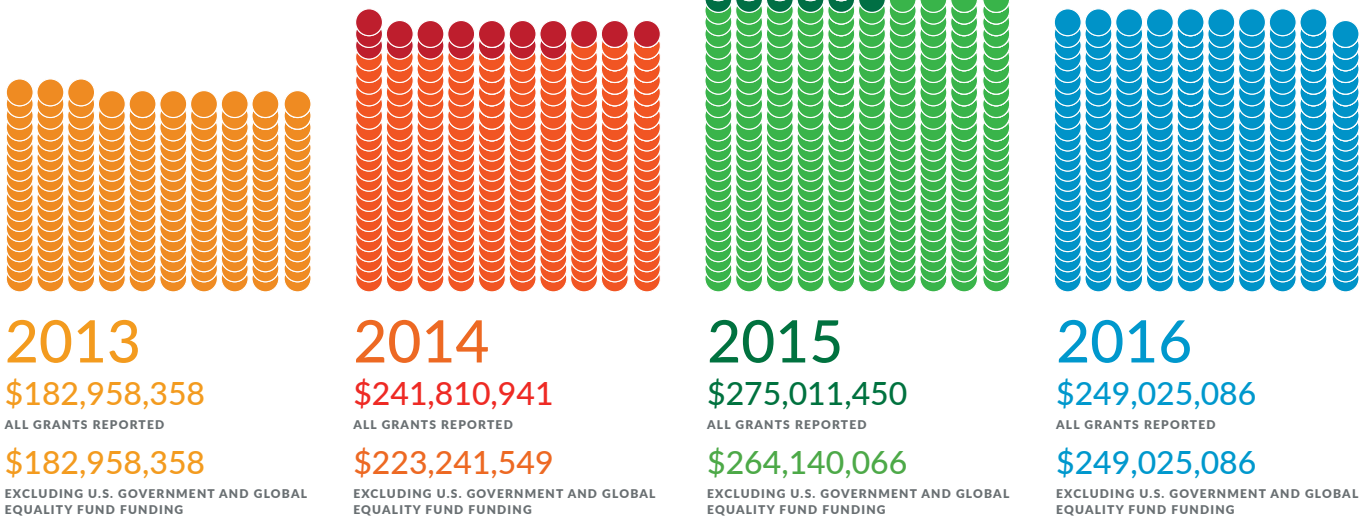 2013
$182,958,358
ALL GRANTS REPORTED
$182,958,358
EXCLUDING U.S. GOVERNMENT AND GLOBAL
EQUALITY FUND FUNDING
2014
$241,810,941
ALL GRANTS REPORTED
$223,241,549
EXCLUDING U.S. GOVERNMENT AND GLOBAL
EQUALITY FUND FUNDING
2015
$275,011,450
ALL GRANTS REPORTED
$264,140,066
EXCLUDING U.S. GOVERNMENT AND GLOBAL
EQUALITY FUND FUNDING
2016
$249,025,086
ALL GRANTS REPORTED
$249,025,086
EXCLUDING U.S. GOVERNMENT AND GLOBAL
EQUALITY FUND FUNDING